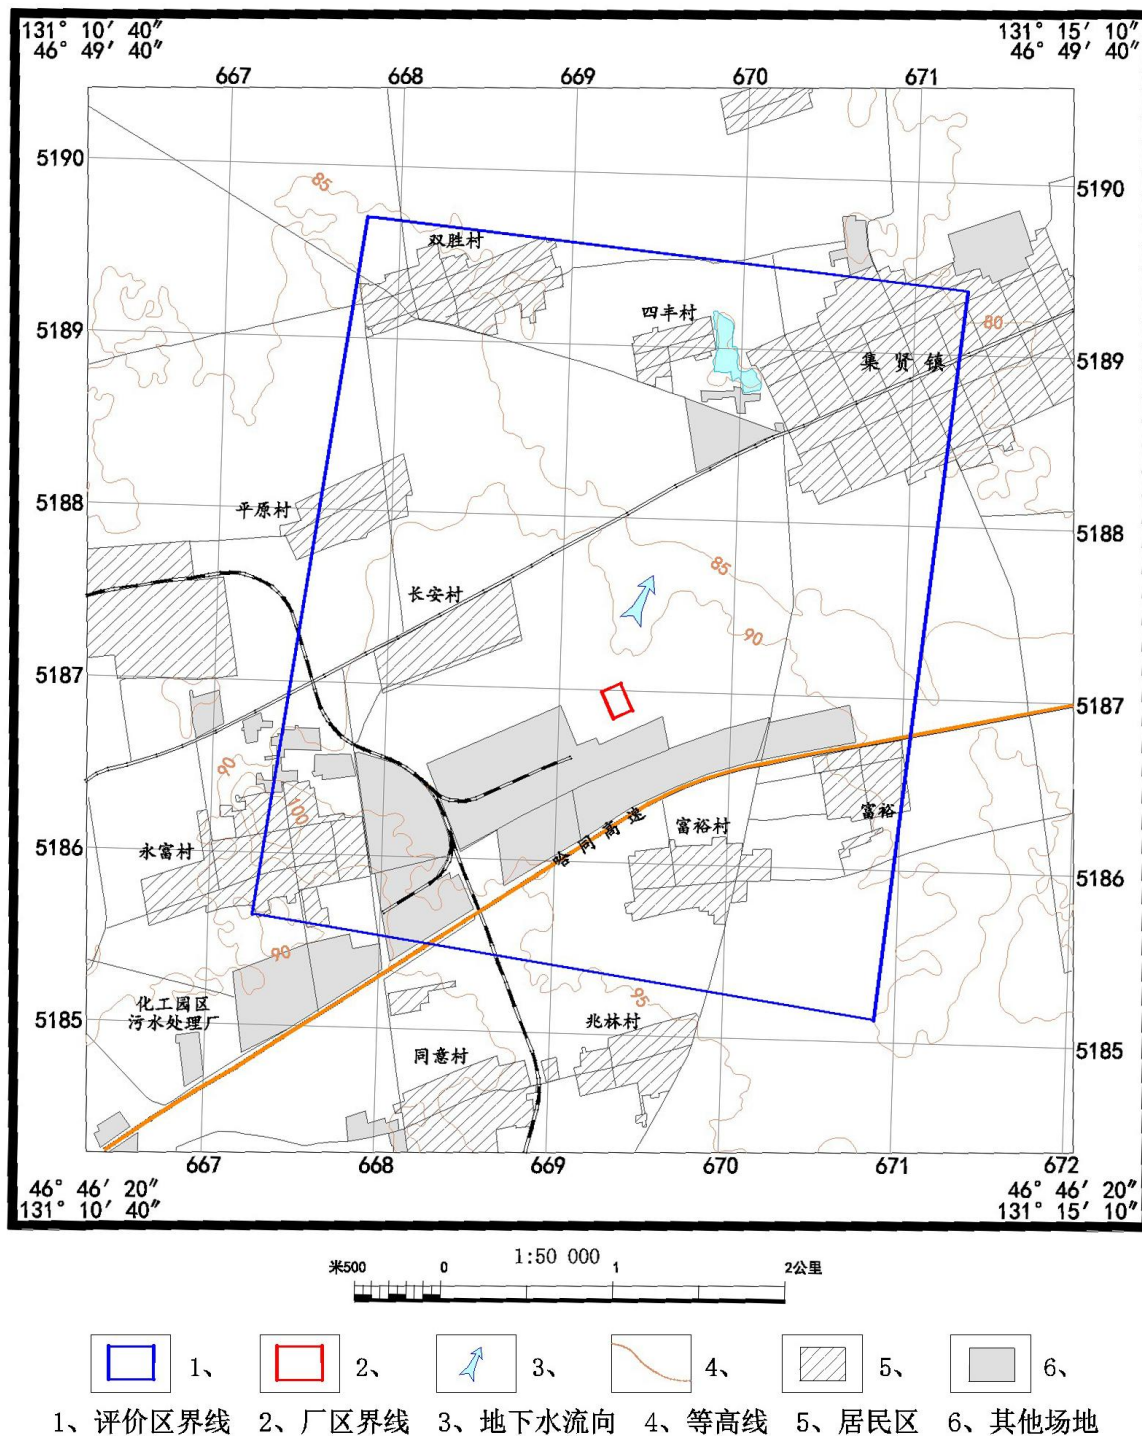 131° 10′ 40″
46° 49′ 40″
131° 15′ 10″
46° 49′ 40″
667 668 669 670 671
5190
5190
85
双胜村
四丰村
5189
80
5189
集贤镇
5188
平原村
5188
85
长安村
90
5187
5187
90
100
哈同高速
富裕村
富裕
5186
永富村
5186
90
95
化工园区
污水处理厂
5185
兆林村
同意村
5185
667 668 669 670 671 672
46° 46′ 20″
131° 10′ 40″
46° 46′ 20″
131° 15′ 10″
1:50 000
米500 0 1 2公里
1、 2、 3、 4、 5、 6、
1、评价区界线 2、厂区界线 3、地下水流向 4、等高线 5、居民区 6、其他场地